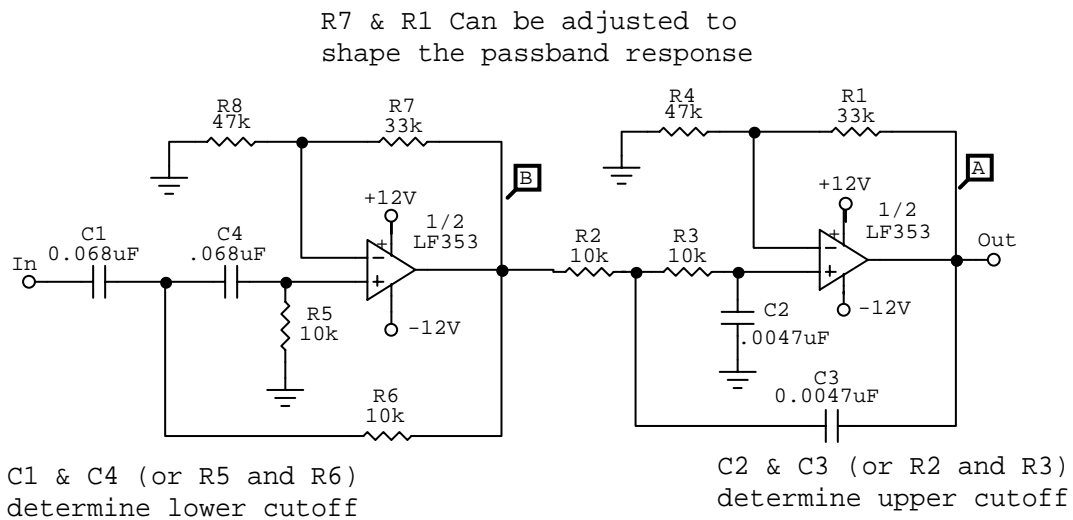 R7 & R1 Can be adjusted to
shape the passband response
R8
47k
R7
33k
R4
47k
R1
33k
B
A
+12V
1/2
LF353
+12V
1/2
LF353
C1
0.068uF
C4
.068uF
R2
10k
R3
10k
Out
In
R5
10k
-12V
C2
.0047uF
-12V
R6
10k
C3
0.0047uF
C1 & C4 (or R5 and R6)
determine lower cutoff
C2 & C3 (or R2 and R3)
determine upper cutoff